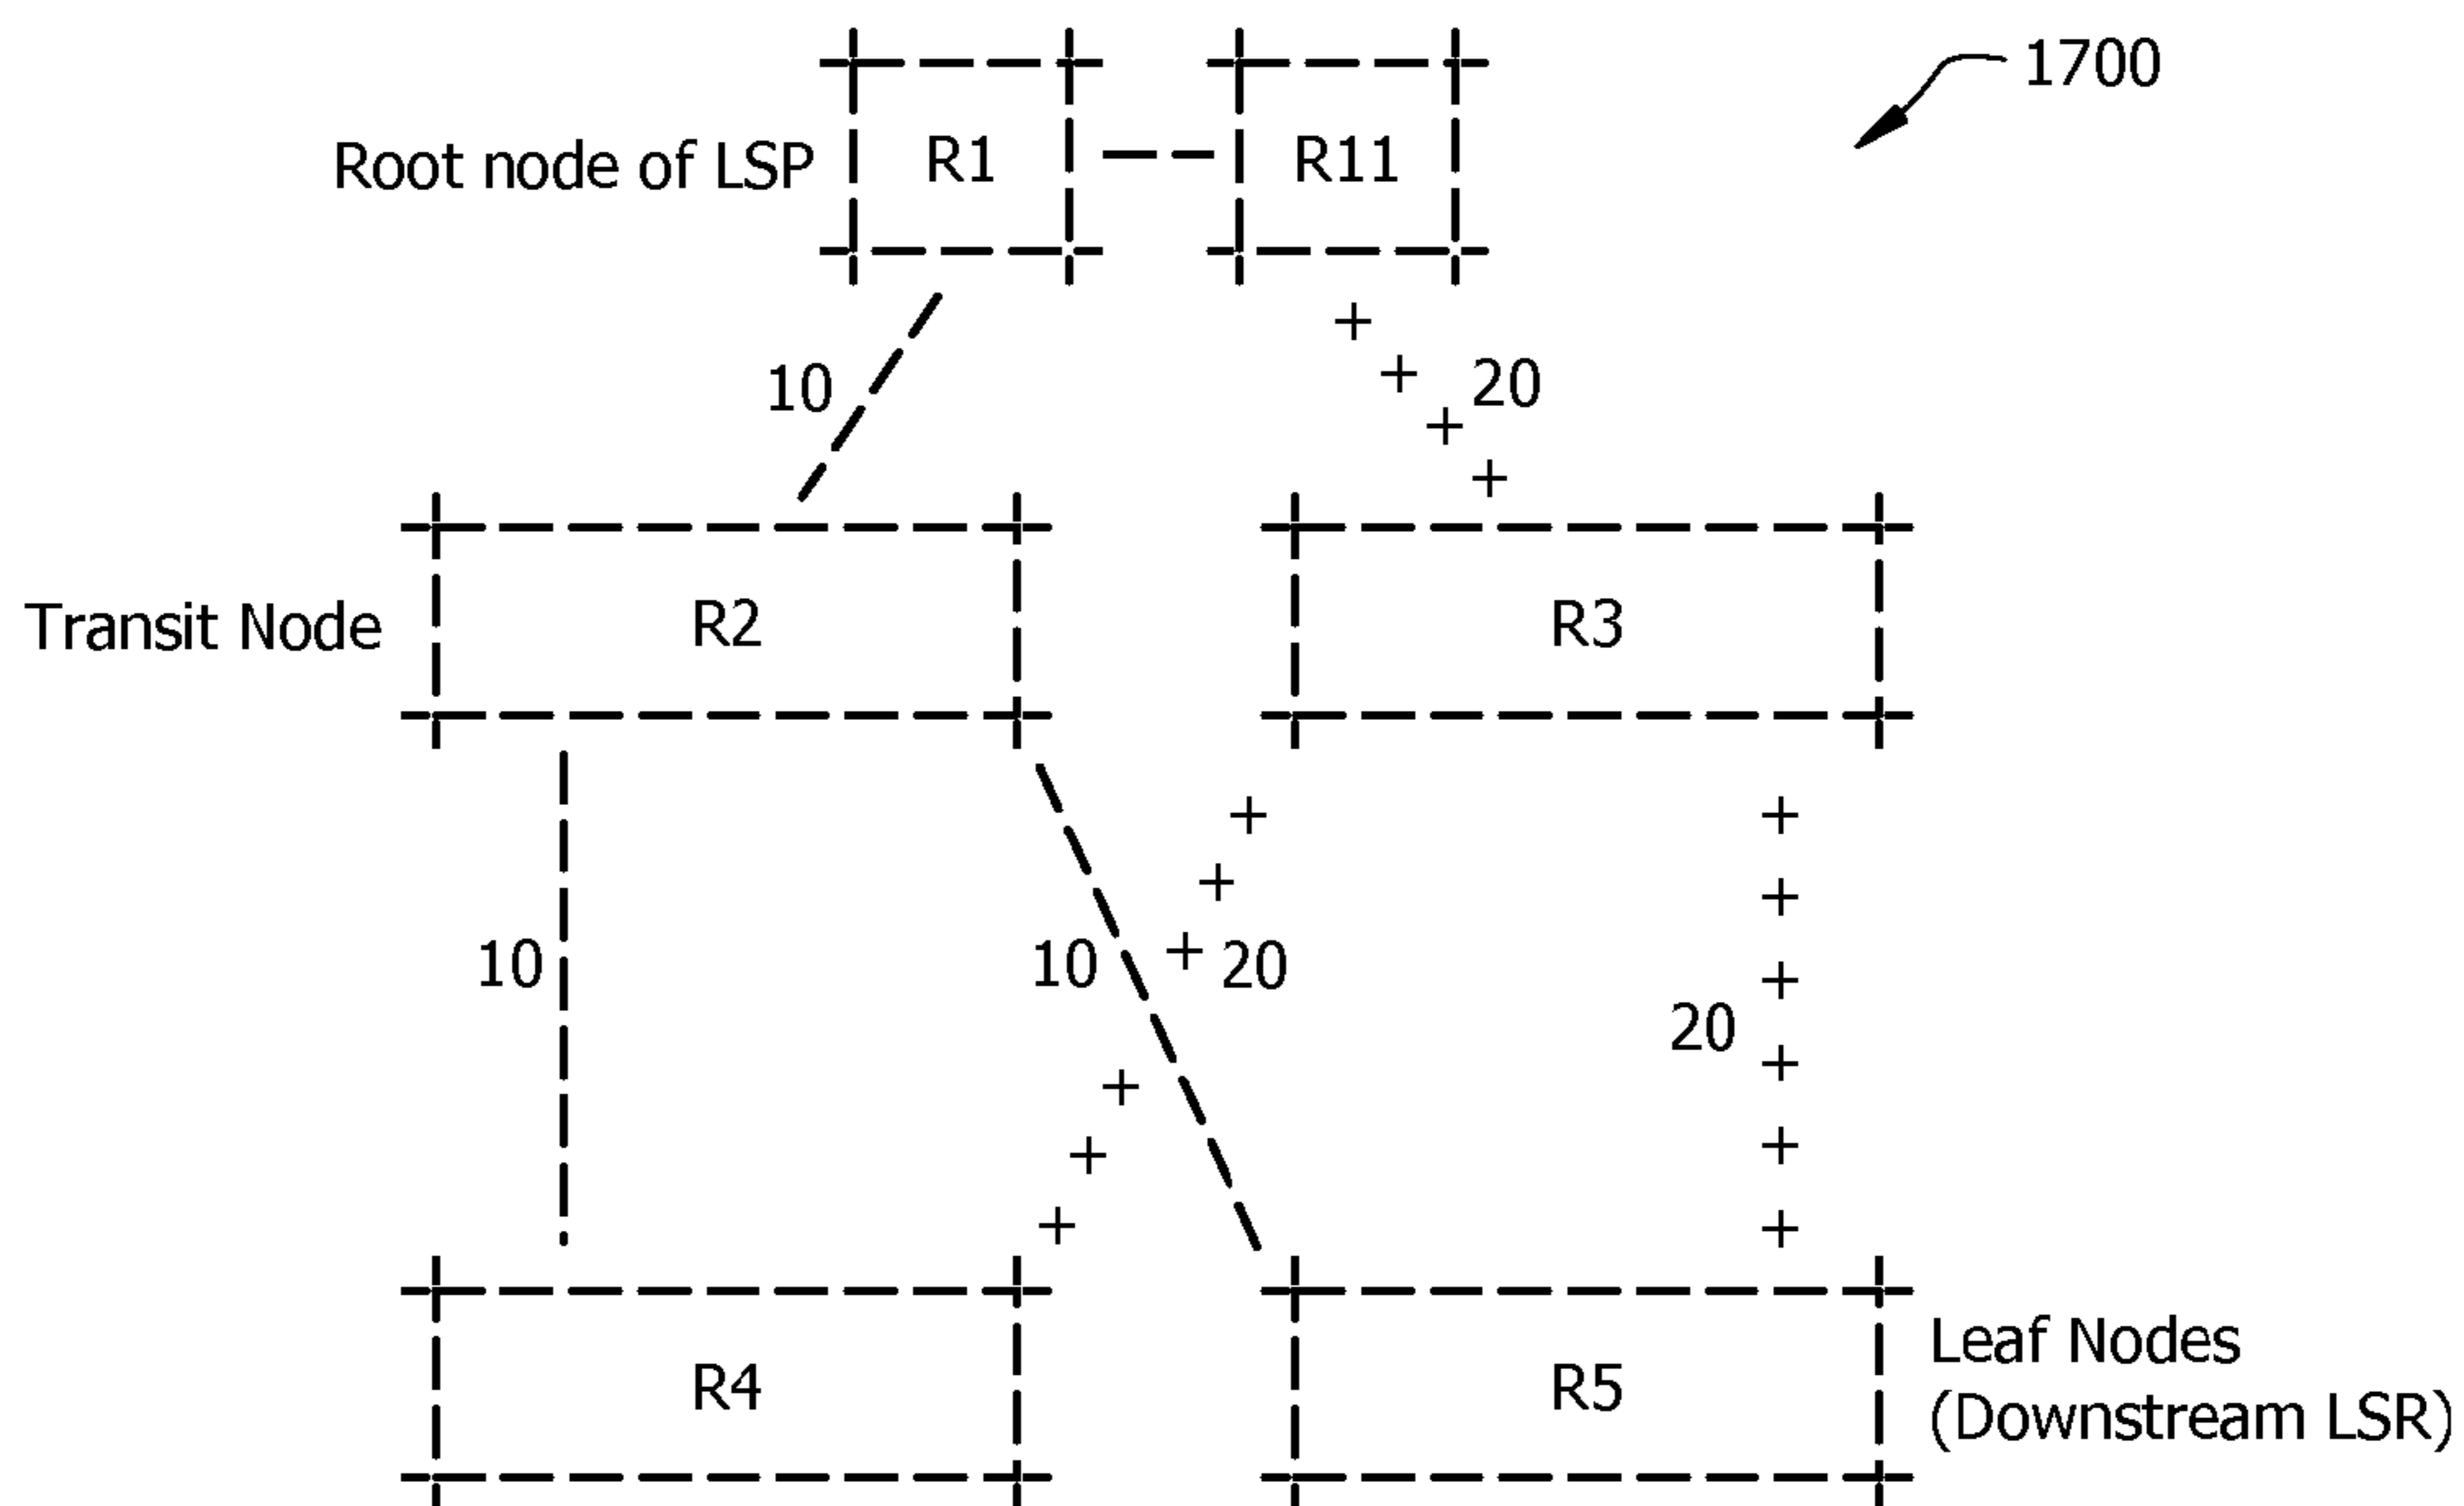 1700
Root node of LSP
R1
R11
10
20
Transit Node
R2
R3
10
10
20
20
R4
R5
Leaf Nodes
(Downstream LSR)